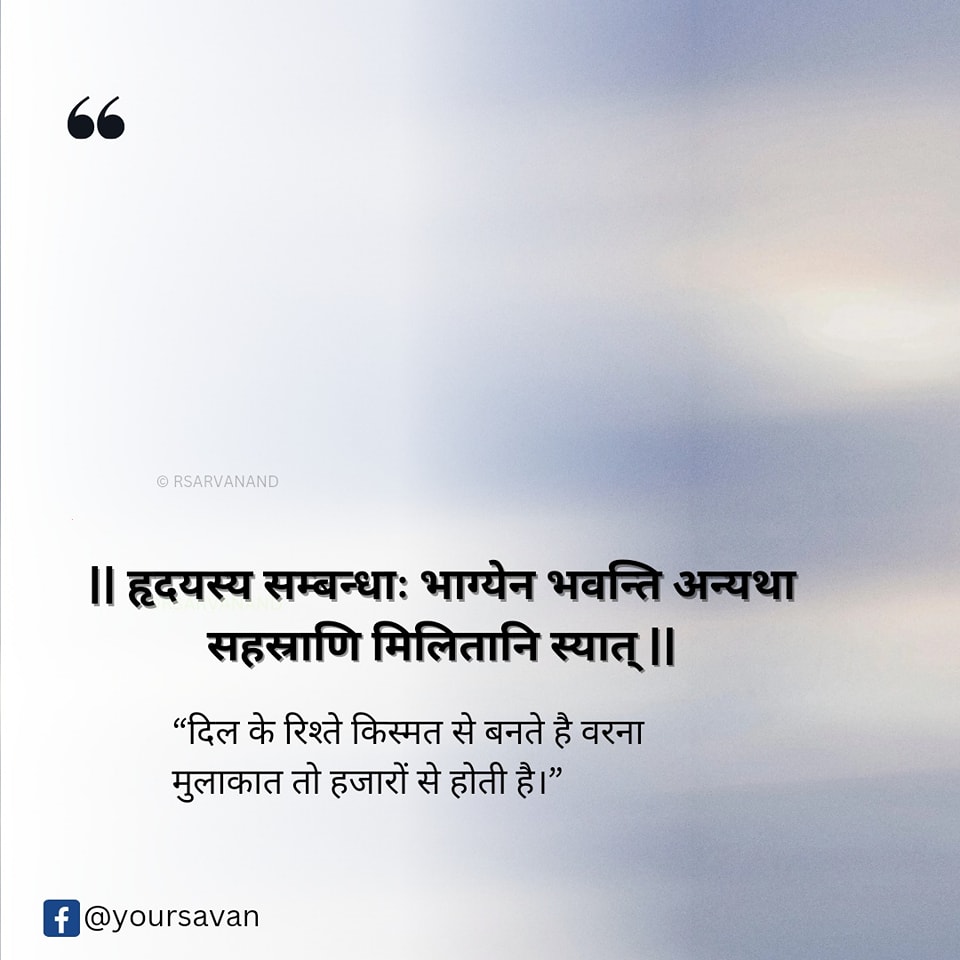 ❝
© RSARVANAND
|| हृदयस्य सम्बन्धाः भाग्येन भवन्ति अन्यथा
सहस्राणि मिलितानि स्यात् ||
“दिल के रिश्ते किस्मत से बनते है वरना
मुलाकात तो हजारों से होती है।”
@yoursavan